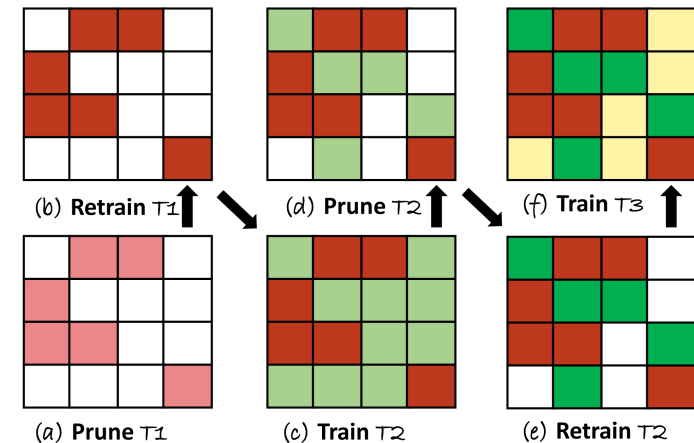 (b) Retrain T1
(d) Prune T2
(f) Train T3
(a) Prune T1
(c) Train T2
(e) Retrain T2